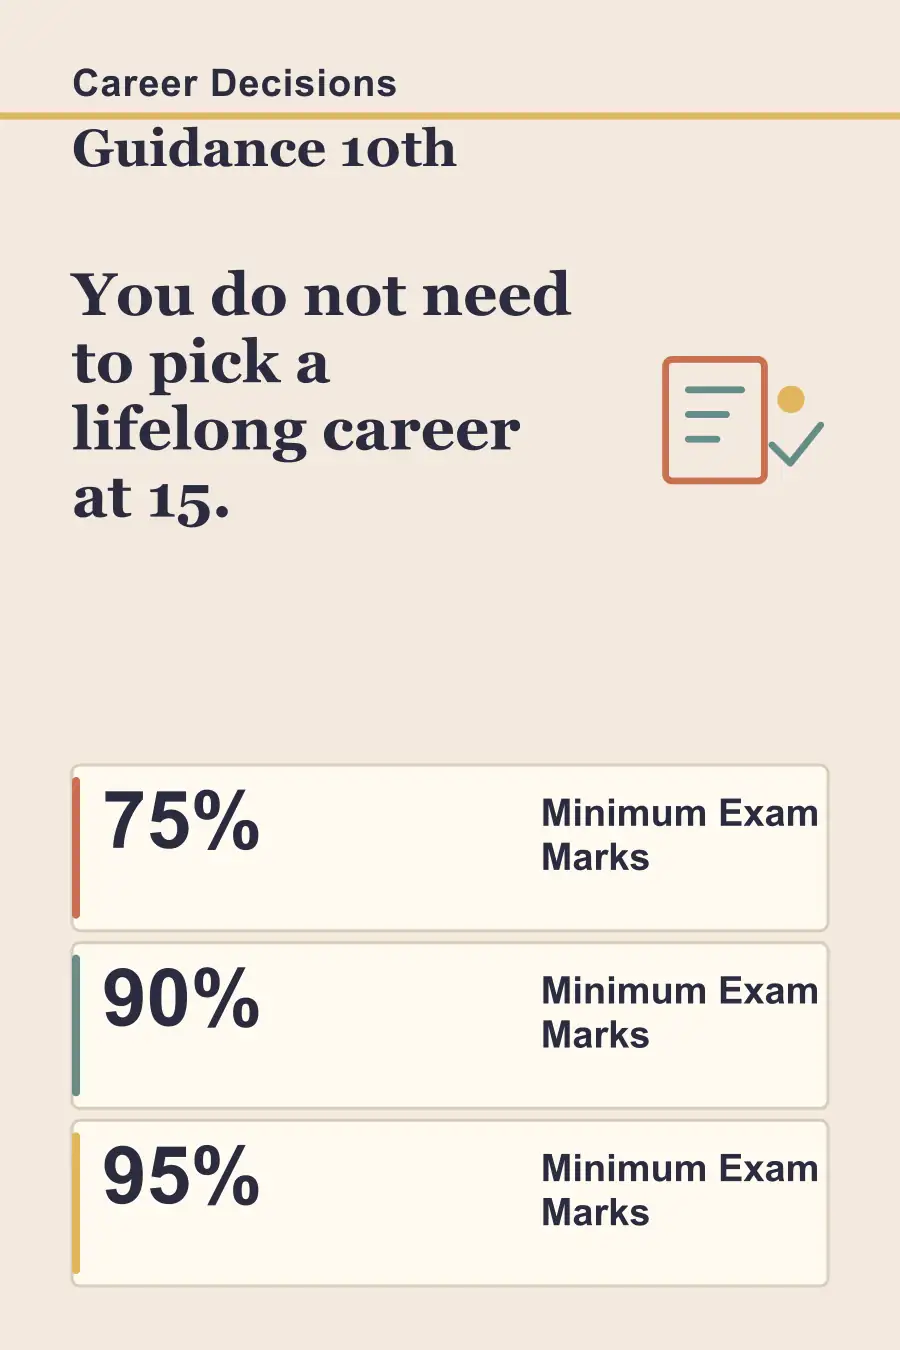 Career Decisions
Guidance 10th
You do not need
to pick a
lifelong career
at 15.
75%
Minimum Exam
Marks
90%
Minimum Exam
Marks
95%
Minimum Exam
Marks